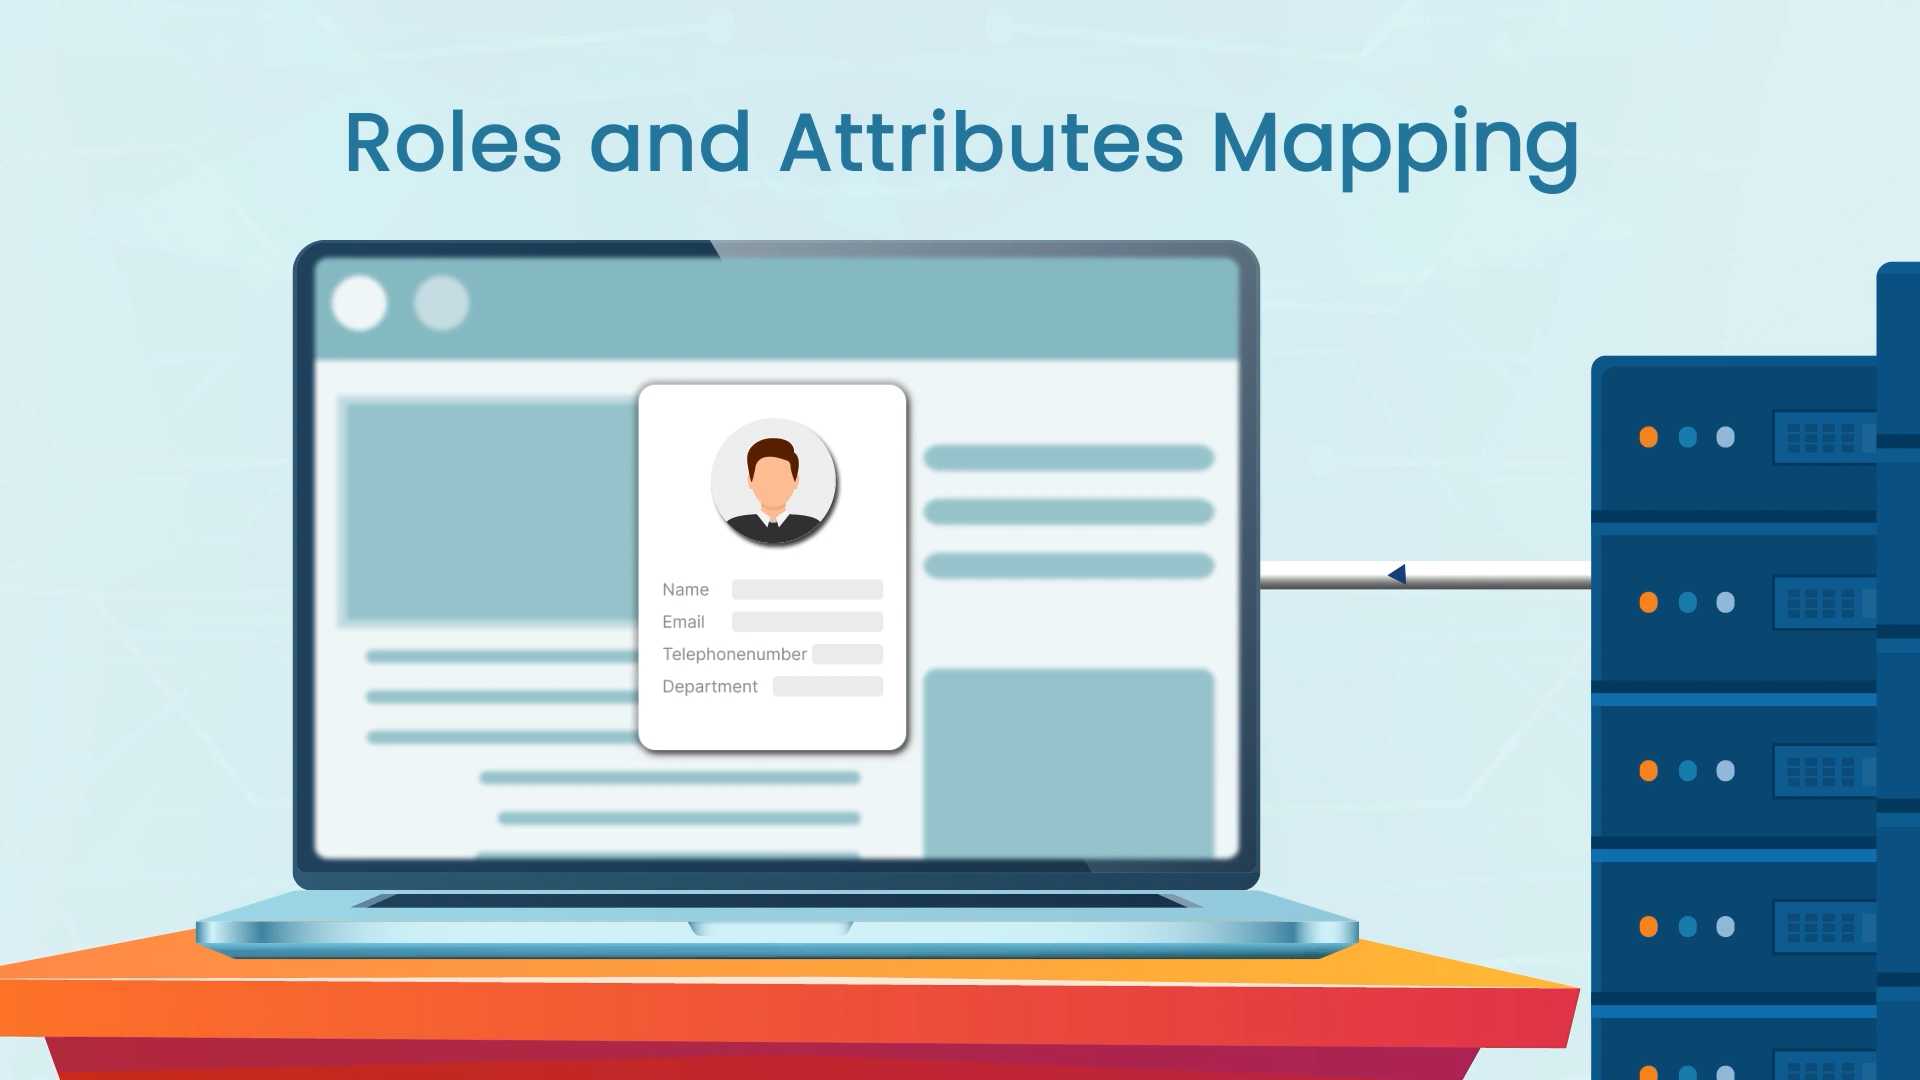 Roles and Attributes Mapping
Name
Email
Telephonenumber
Department